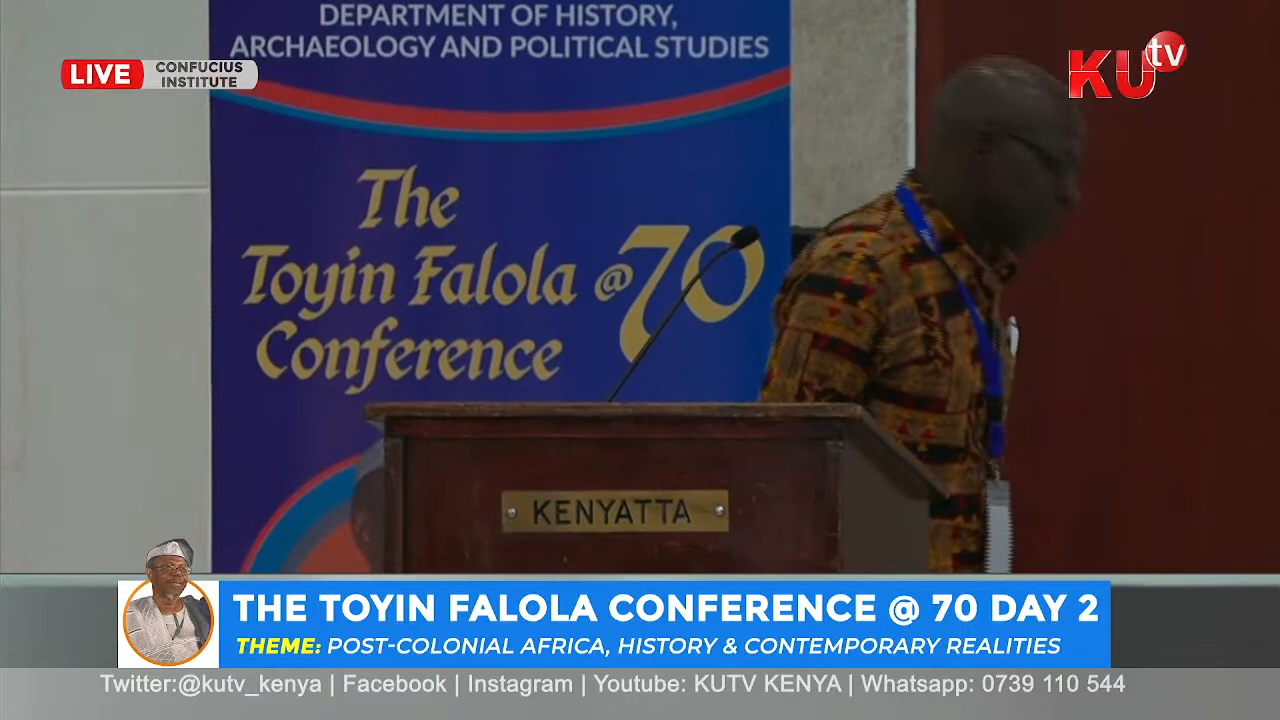 DEPARTMENT OF HISTORY,
ARCHAEOLOGY AND POLITICAL STUDIES
LIVE
CONFUCIUS
INSTITUTE
KUtv
The
Toyin Falola @70
Conference
KENYATTA
THE TOYIN FALOLA CONFERENCE @ 70 DAY 2
THEME: POST-COLONIAL AFRICA, HISTORY & CONTEMPORARY REALITIES
Twitter:@kutv_kenya | Facebook | Instagram | Youtube: KUTV KENYA | Whatsapp: 0739 110 544